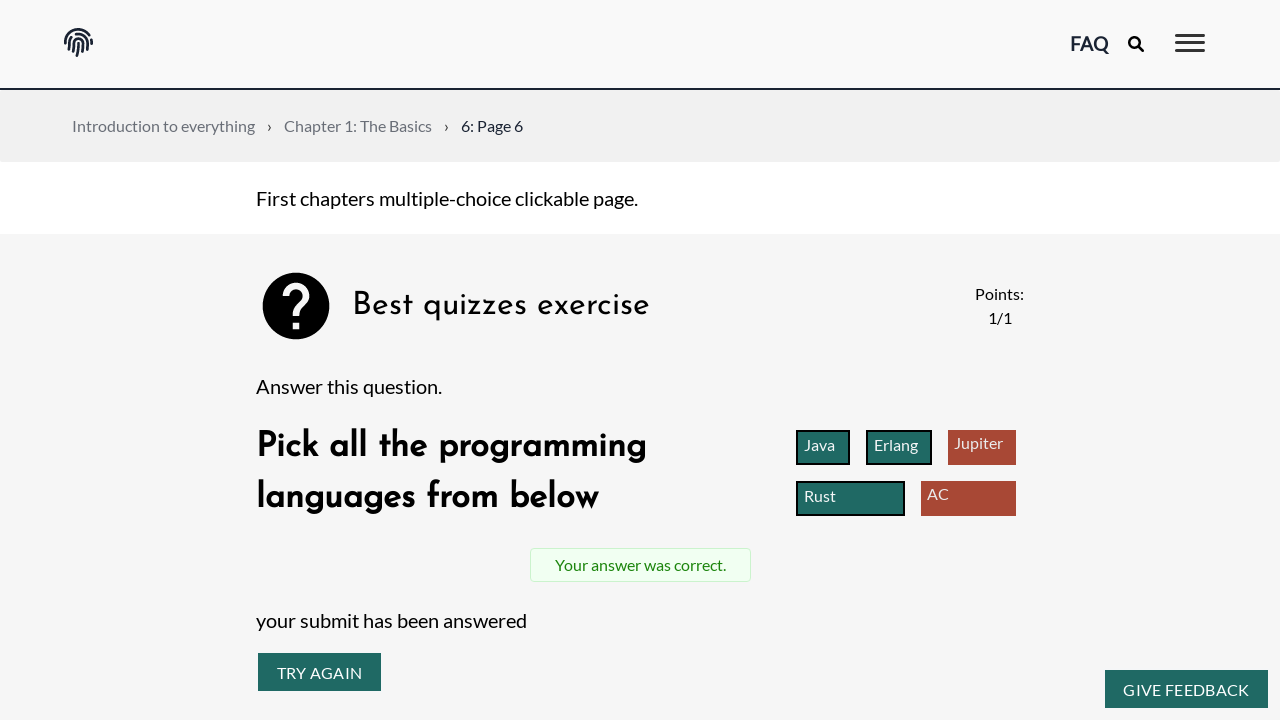 FAQ
Introduction to everything › Chapter 1: The Basics › 6: Page 6
First chapters multiple-choice clickable page.
Best quizzes exercise
Points:
1/1
Answer this question.
Pick all the programming
languages from below
Java Erlang Jupiter
Rust AC
Your answer was correct.
your submit has been answered
TRY AGAIN
GIVE FEEDBACK